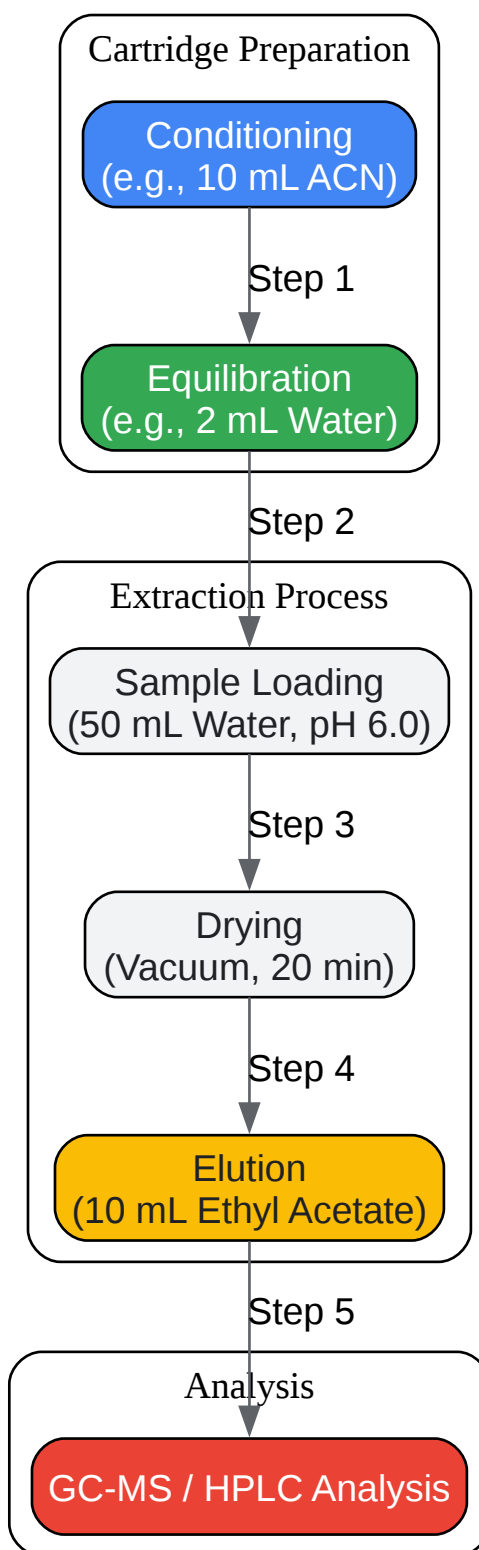 Cartridge Preparation
Conditioning
(e.g., 10 mL ACN)
Step 1
Equilibration
(e.g., 2 mL Water)
Step 2
Extraction Process
Sample Loading
(50 mL Water, pH 6.0)
Step 3
Drying
(Vacuum, 20 min)
Step 4
Elution
(10 mL Ethyl Acetate)
Step 5
Analysis
GC-MS / HPLC Analysis